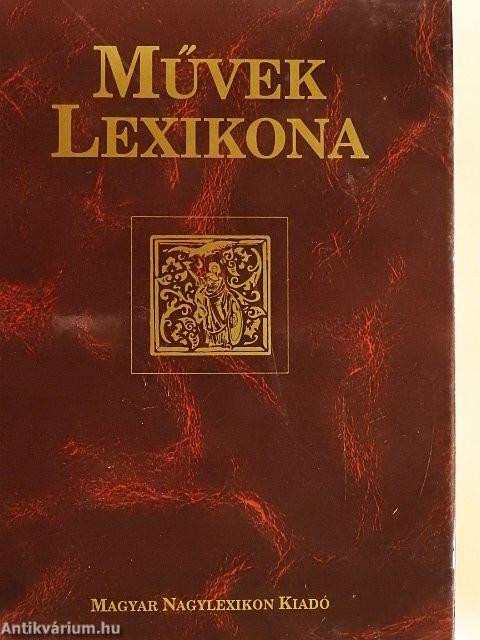 MŰVEK
LEXIKONA
MAGYAR NAGYLEXIKON KIADÓ
Antikvárium.hu